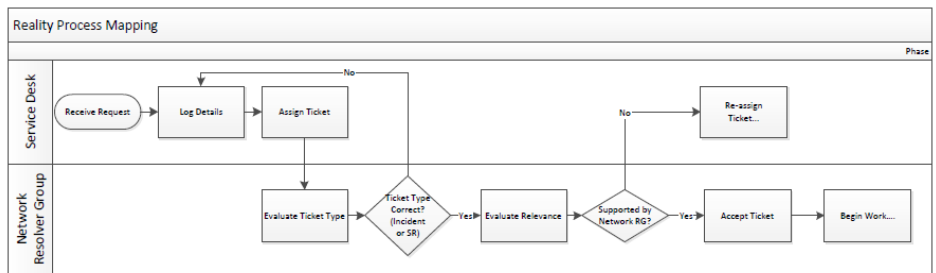 Reality Process Mapping
Phase
Service Desk
No
Receive Request
Log Details
Assign Ticket
No
Re-assign
Ticket...
Network
Resolver Group
Evaluate Ticket Type
Ticket Type
Correct?
(Incident
or SR)
Yes
Evaluate Relevance
Supported by
Network RG?
Yes
Accept Ticket
Begin Work....